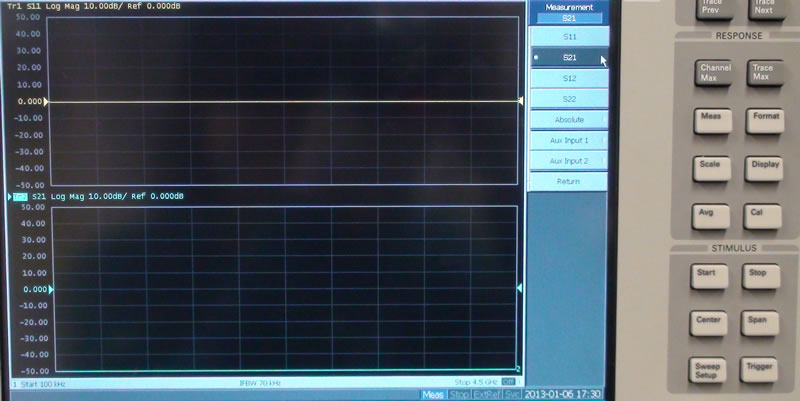 Tr1 S11 Log Mag 10.00dB/ Ref 0.000dB
50.00
40.00
30.00
20.00
10.00
0.000
-10.00
-20.00
-30.00
-40.00
-50.00
Tr2 S21 Log Mag 10.00dB/ Ref 0.000dB
50.00
40.00
30.00
20.00
10.00
0.000
-10.00
-20.00
-30.00
-40.00
-50.00
2
1 Start 100 kHz IFBW 70 kHz Stop 4.5 GHz Off
Meas Stop ExtRef Svc 2013-01-06 17:30
Measurement
S21
S11
S21
S12
S22
Absolute
Aux Input 1
Aux Input 2
Return
Trace Prev
Trace Next
RESPONSE
Channel Max
Trace Max
Meas
Format
Scale
Display
Avg
Cal
STIMULUS
Start
Stop
Center
Span
Sweep Setup
Trigger